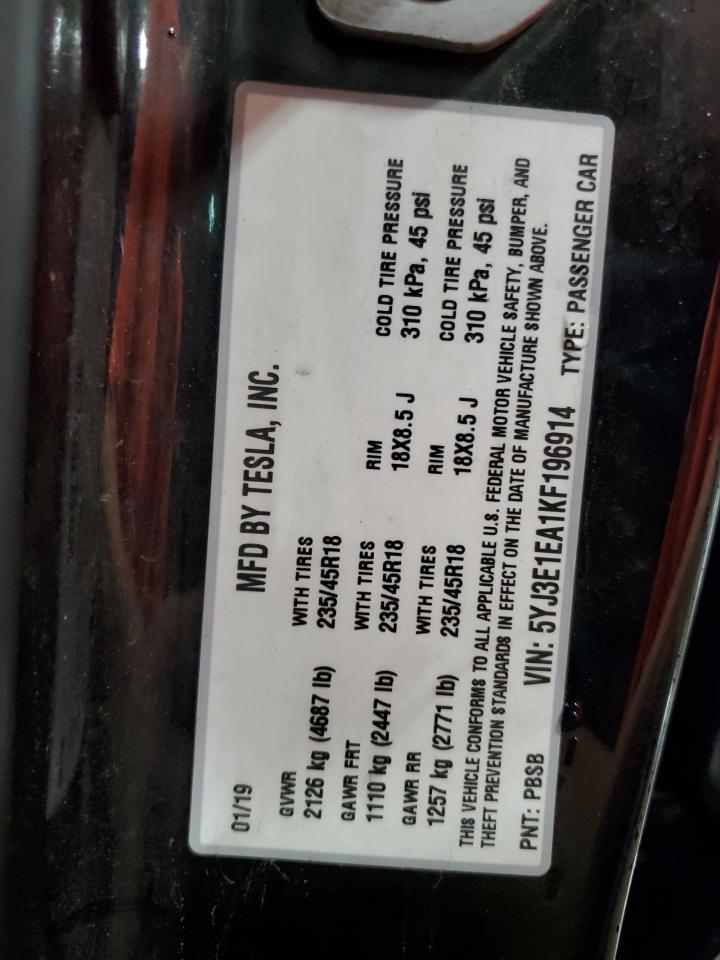 01/19 MFD BY TESLA, INC.
GVWR
2126 kg (4687 lb) WITH TIRES 235/45R18
GAWR FRT WITH TIRES RIM COLD TIRE PRESSURE
1110 kg (2447 lb) 235/45R18 18X8.5 J 310 kPa, 45 psi
GAWR RR WITH TIRES RIM COLD TIRE PRESSURE
1257 kg (2771 lb) 235/45R18 18X8.5 J 310 kPa, 45 psi
THIS VEHICLE CONFORMS TO ALL APPLICABLE U.S. FEDERAL MOTOR VEHICLE SAFETY, BUMPER, AND
THEFT PREVENTION STANDARDS IN EFFECT ON THE DATE OF MANUFACTURE SHOWN ABOVE.
PNT: PBSB VIN: 5YJ3E1EA1KF196914 TYPE: PASSENGER CAR